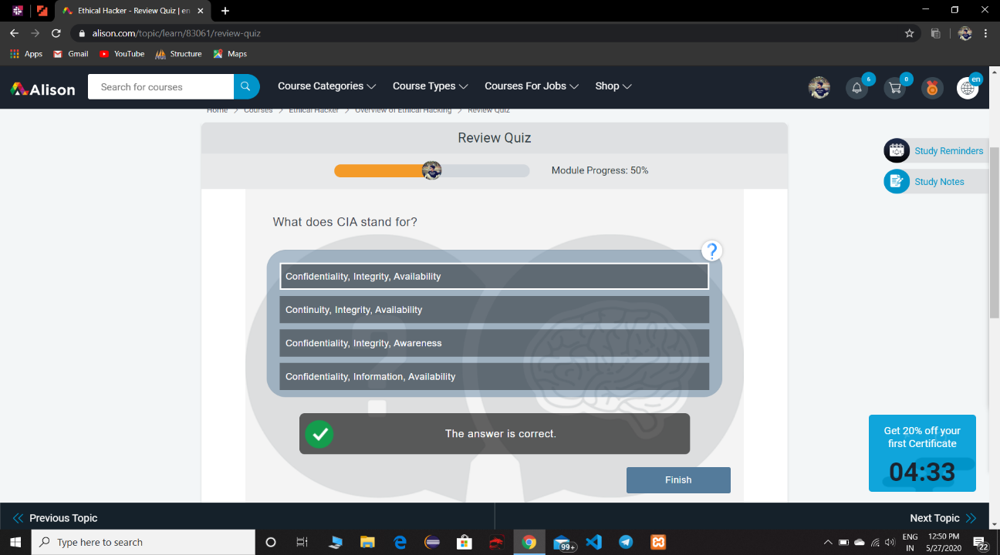 Ethical Hacker - Review Quiz | en
alison.com/topic/learn/83061/review-quiz
Apps Gmail YouTube Structure Maps
Alison Search for courses Course Categories Course Types Courses For Jobs Shop 6 0 en
Home Courses Ethical Hacker Overview of Ethical Hacking Review Quiz
Review Quiz
Module Progress: 50%
Study Reminders
Study Notes
What does CIA stand for?
?
Confidentiality, Integrity, Availability
Continuity, Integrity, Availability
Confidentiality, Integrity, Awareness
Confidentiality, Information, Availability
The answer is correct.
Finish
Get 20% off your
first Certificate
04:33
Previous Topic Next Topic
Type here to search 99+ ENG 12:50 PM
IN 5/27/2020 22